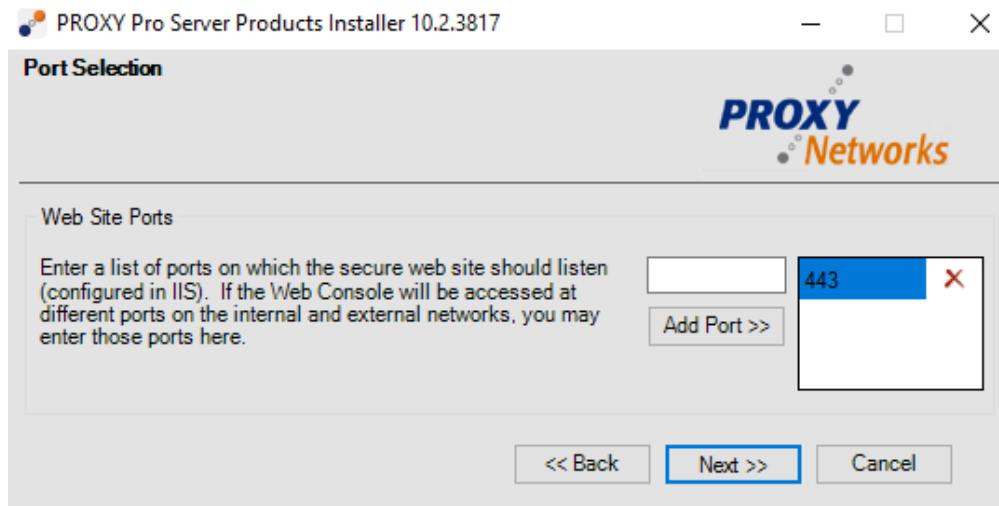 PROXY Pro Server Products Installer 10.2.3817
Port Selection
PROXY
Networks
Web Site Ports
Enter a list of ports on which the secure web site should listen
(configured in IIS). If the Web Console will be accessed at
different ports on the internal and external networks, you may
enter those ports here.
443
Add Port >>
<< Back
Next >>
Cancel